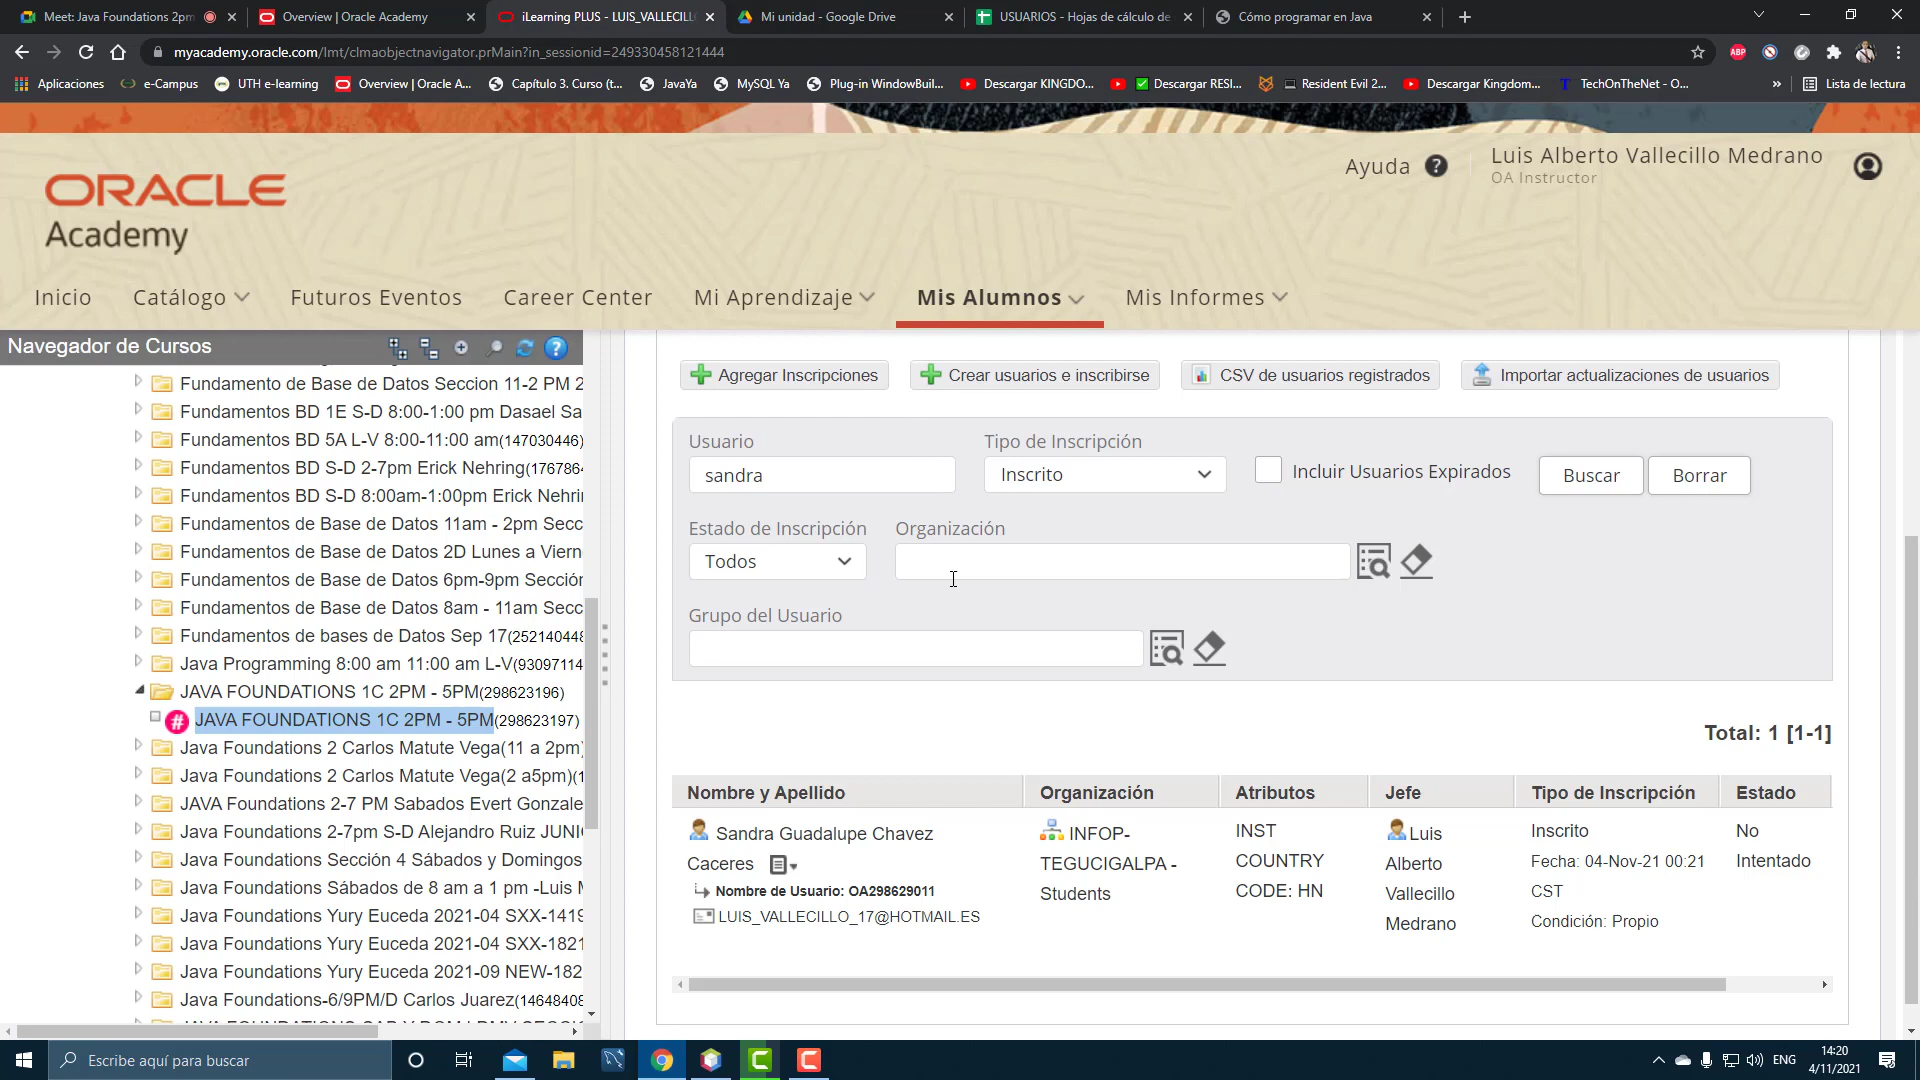 Meet: Java Foundations 2pm
Overview | Oracle Academy
iLearning PLUS - LUIS_VALLECILL
Mi unidad - Google Drive
USUARIOS - Hojas de cálculo de
Cómo programar en Java
myacademy.oracle.com/lmt/clmaobjectnavigator.prMain?in_sessionid=249330458121444
ABP
Aplicaciones
e-Campus
UTH e-learning
Overview | Oracle A...
Capítulo 3. Curso (t...
JavaYa
MySQL Ya
Plug-in WindowBuil...
Descargar KINGDO...
Descargar RESI...
Resident Evil 2...
Descargar Kingdom...
TechOnTheNet - O...
»
Lista de lectura
ORACLE
Academy
Ayuda ?
Luis Alberto Vallecillo Medrano
OA Instructor
Inicio
Catálogo
Futuros Eventos
Career Center
Mi Aprendizaje
Mis Alumnos
Mis Informes
Navegador de Cursos
Fundamento de Base de Datos Seccion 11-2 PM 2
Fundamentos BD 1E S-D 8:00-1:00 pm Dasael Sa
Fundamentos BD 5A L-V 8:00-11:00 am(147030446)
Fundamentos BD S-D 2-7pm Erick Nehring(1767864
Fundamentos BD S-D 8:00am-1:00pm Erick Nehrin
Fundamentos de Base de Datos 11am - 2pm Secc
Fundamentos de Base de Datos 2D Lunes a Viern
Fundamentos de Base de Datos 6pm-9pm Sección
Fundamentos de Base de Datos 8am - 11am Secc
Fundamentos de bases de Datos Sep 17(252140448
Java Programming 8:00 am 11:00 am L-V(93097114
JAVA FOUNDATIONS 1C 2PM - 5PM(298623196)
# JAVA FOUNDATIONS 1C 2PM - 5PM(298623197)
Java Foundations 2 Carlos Matute Vega(11 a 2pm)
Java Foundations 2 Carlos Matute Vega(2 a5pm)(1
JAVA Foundations 2-7 PM Sabados Evert Gonzale
Java Foundations 2-7pm S-D Alejandro Ruiz JUNI
Java Foundations Sección 4 Sábados y Domingos
Java Foundations Sábados de 8 am a 1 pm -Luis M
Java Foundations Yury Euceda 2021-04 SXX-1419
Java Foundations Yury Euceda 2021-04 SXX-1821
Java Foundations Yury Euceda 2021-09 NEW-182
Java Foundations-6/9PM/D Carlos Juarez(14648408
Agregar Inscripciones
Crear usuarios e inscribirse
CSV de usuarios registrados
Importar actualizaciones de usuarios
Usuario
sandra
Tipo de Inscripción
Inscrito
Incluir Usuarios Expirados
Buscar
Borrar
Estado de Inscripción
Todos
Organización
Grupo del Usuario
Total: 1 [1-1]
Nombre y Apellido
Organización
Atributos
Jefe
Tipo de Inscripción
Estado
Sandra Guadalupe Chavez
Caceres
Nombre de Usuario: OA298629011
LUIS_VALLECILLO_17@HOTMAIL.ES
INFOP-
TEGUCIGALPA -
Students
INST
COUNTRY
CODE: HN
Luis
Alberto
Vallecillo
Medrano
Inscrito
Fecha: 04-Nov-21 00:21
CST
Condición: Propio
No
Intentado
Escribe aquí para buscar
ENG
14:20
4/11/2021